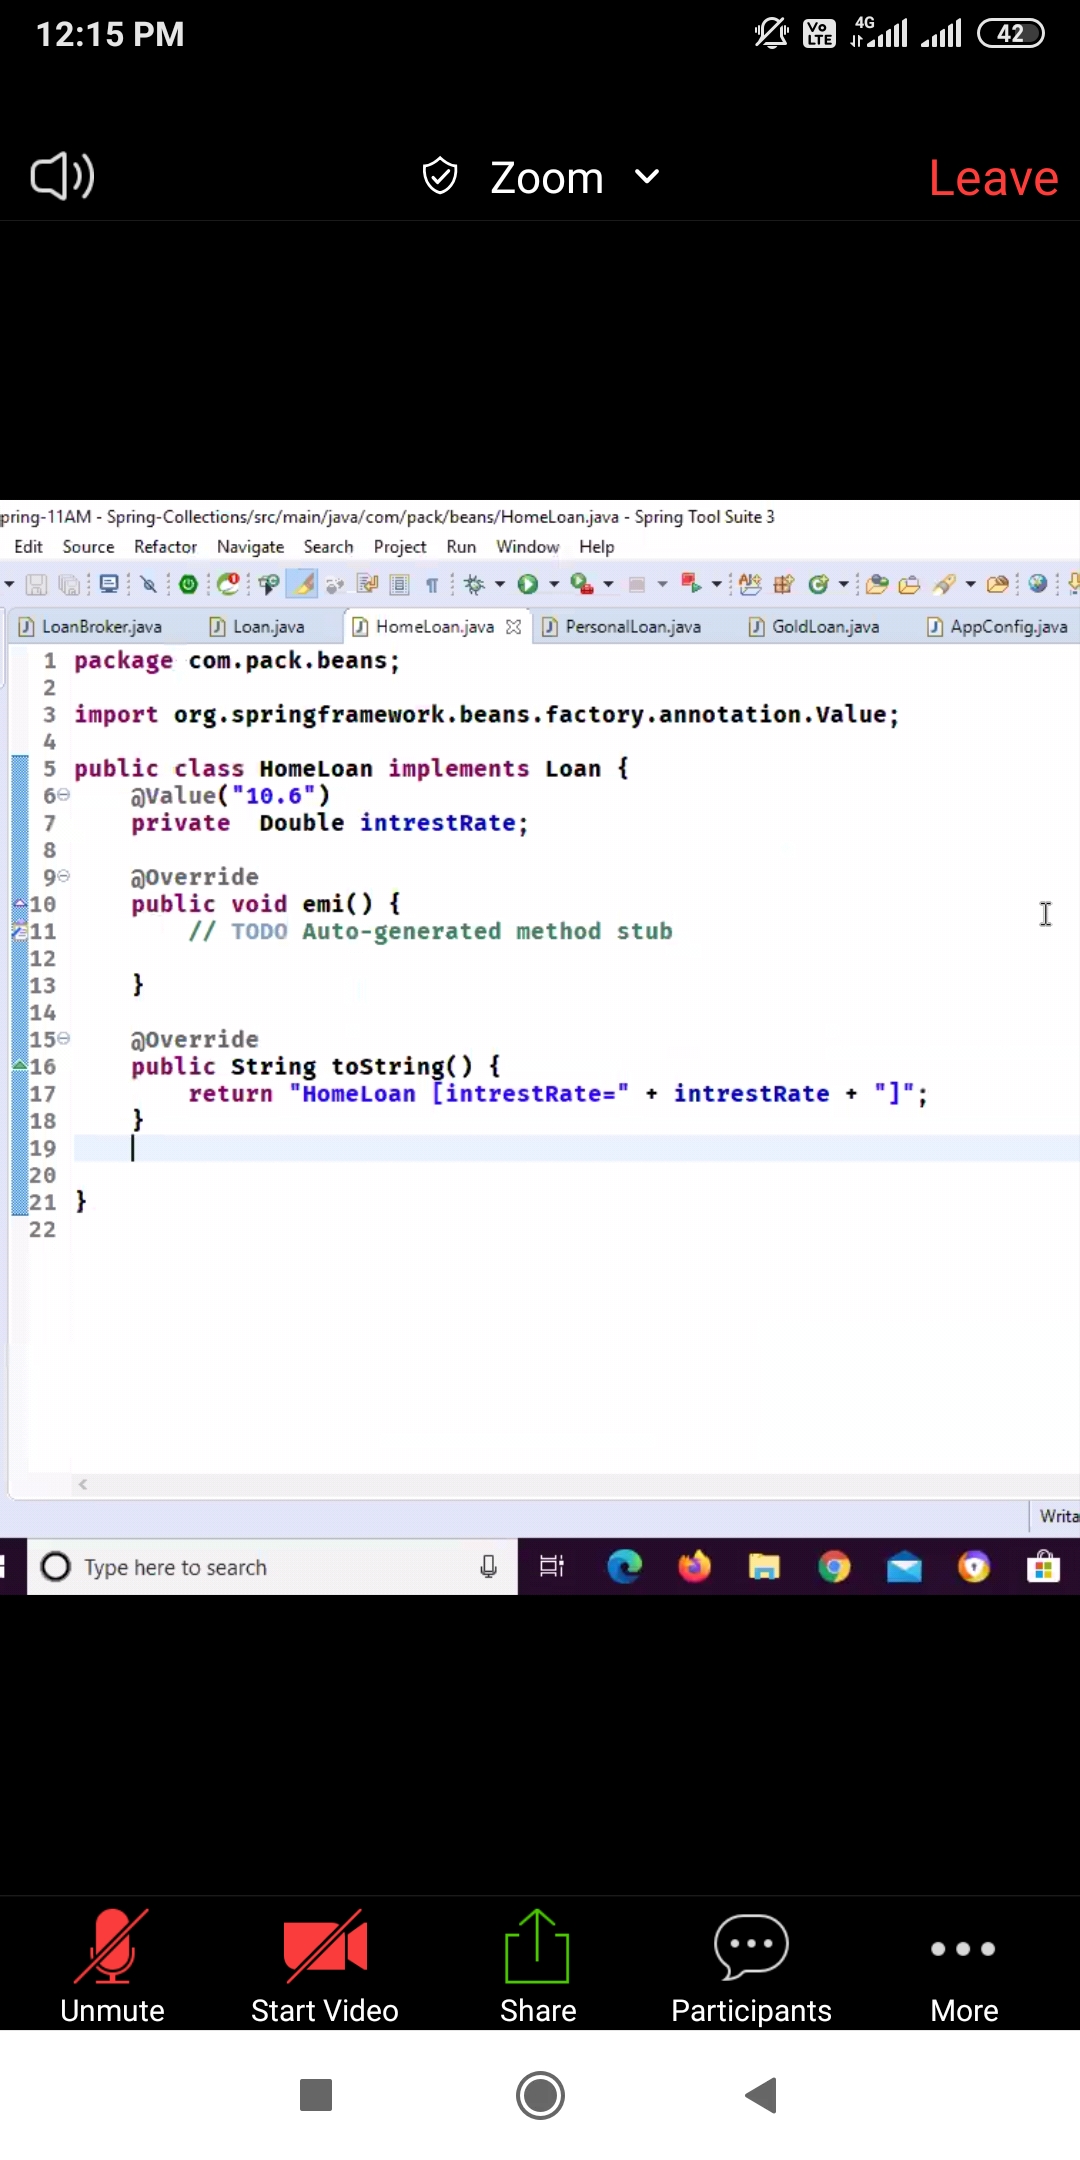 12:15 PM
Vo
LTE
4G
42
Zoom
Leave
pring-11AM - Spring-Collections/src/main/java/com/pack/beans/HomeLoan.java - Spring Tool Suite 3
Edit Source Refactor Navigate Search Project Run Window Help
LoanBroker.java Loan.java HomeLoan.java PersonalLoan.java GoldLoan.java AppConfig.java
1 package com.pack.beans;
2
3 import org.springframework.beans.factory.annotation.Value;
4
5 public class HomeLoan implements Loan {
6 @Value("10.6")
7 private  Double intrestRate;
8
9 @Override
10 public void emi() {
11 // TODO Auto-generated method stub
12
13 }
14
15 @Override
16 public String toString() {
17 return "HomeLoan [intrestRate=" + intrestRate + "]";
18 }
19
20
21 }
22
Writa
Type here to search
Unmute Start Video Share Participants More